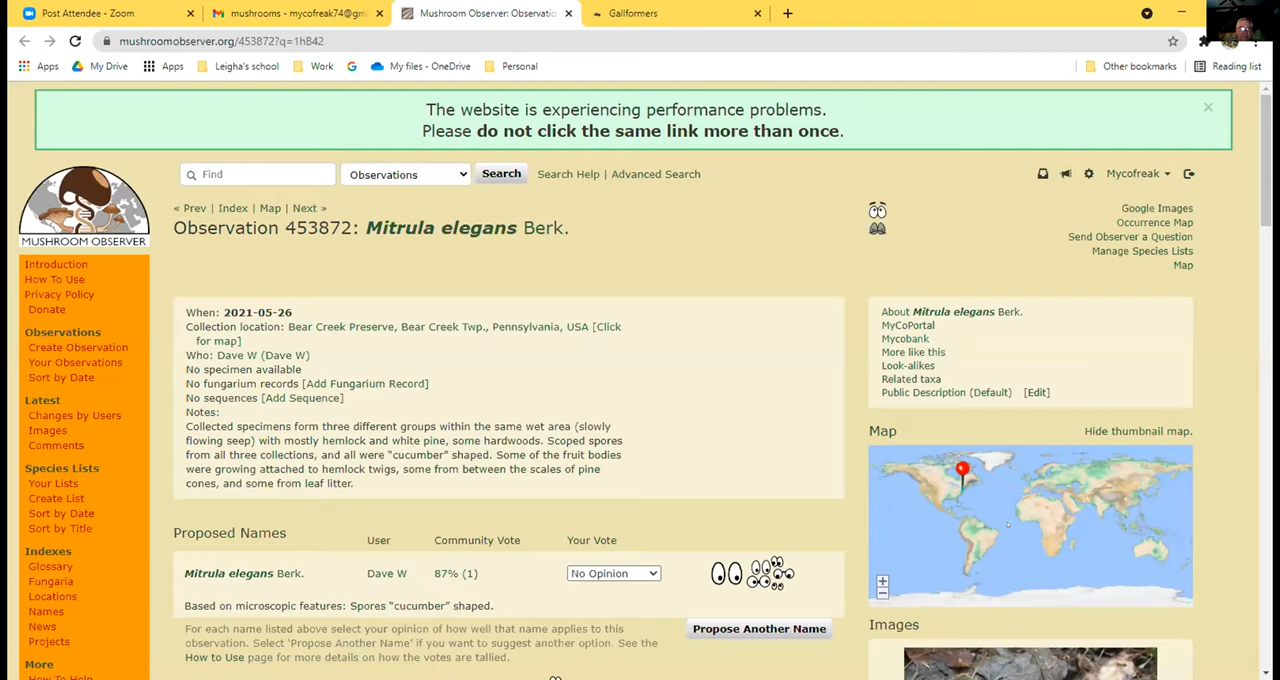 Post Attendee - Zoom
mushrooms - mycofreak74@gm
Mushroom Observer: Observatio
Gallformers
mushroomobserver.org/453872?q=1hB42
Apps
My Drive
Apps
Leigha's school
Work
My files - OneDrive
Personal
Other bookmarks
Reading list
The website is experiencing performance problems.
Please do not click the same link more than once.
Find
Observations
Search
Search Help | Advanced Search
Mycofreak
MUSHROOM OBSERVER
« Prev | Index | Map | Next »
Observation 453872: Mitrula elegans Berk.
Google Images
Occurrence Map
Send Observer a Question
Manage Species Lists
Map
Introduction
How To Use
Privacy Policy
Donate
Observations
Create Observation
Your Observations
Sort by Date
Latest
Changes by Users
Images
Comments
Species Lists
Your Lists
Create List
Sort by Date
Sort by Title
Indexes
Glossary
Fungaria
Locations
Names
News
Projects
More
How To Help
When: 2021-05-26
Collection location: Bear Creek Preserve, Bear Creek Twp., Pennsylvania, USA [Click
for map]
Who: Dave W (Dave W)
No specimen available
No fungarium records [Add Fungarium Record]
No sequences [Add Sequence]
Notes:
Collected specimens form three different groups within the same wet area (slowly
flowing seep) with mostly hemlock and white pine, some hardwoods. Scoped spores
from all three collections, and all were “cucumber” shaped. Some of the fruit bodies
were growing attached to hemlock twigs, some from between the scales of pine
cones, and some from leaf litter.
About Mitrula elegans Berk.
MyCoPortal
Mycobank
More like this
Look-alikes
Related taxa
Public Description (Default) [Edit]
Map
Hide thumbnail map.
Proposed Names
User
Community Vote
Your Vote
Mitrula elegans Berk.
Dave W
87% (1)
No Opinion
Based on microscopic features: Spores “cucumber” shaped.
For each name listed above select your opinion of how well that name applies to this
observation. Select ‘Propose Another Name’ if you want to suggest another option. See the
How to Use page for more details on how the votes are tallied.
Propose Another Name
Images